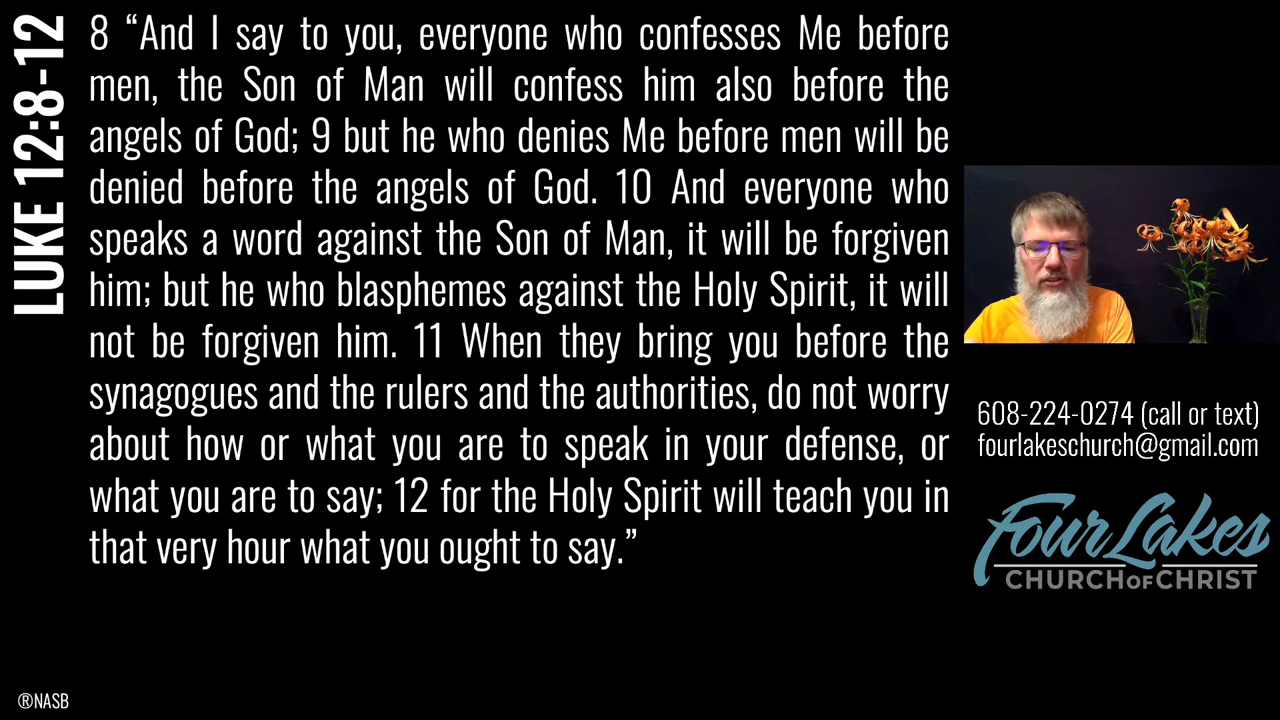 LUKE 12:8-12
8 “And I say to you, everyone who confesses Me before
men, the Son of Man will confess him also before the
angels of God; 9 but he who denies Me before men will be
denied before the angels of God. 10 And everyone who
speaks a word against the Son of Man, it will be forgiven
him; but he who blasphemes against the Holy Spirit, it will
not be forgiven him. 11 When they bring you before the
synagogues and the rulers and the authorities, do not worry
about how or what you are to speak in your defense, or
what you are to say; 12 for the Holy Spirit will teach you in
that very hour what you ought to say.”
608-224-0274 (call or text)
fourlakeschurch@gmail.com
Four Lakes
CHURCH OF CHRIST
®NASB